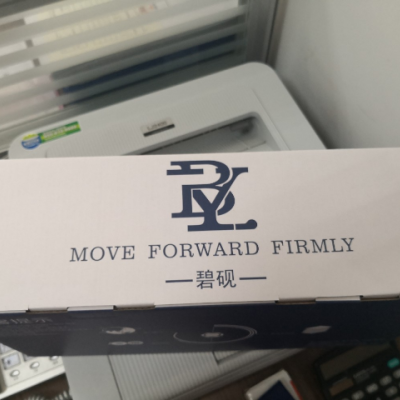 BYL
MOVE FORWARD FIRMLY
—碧砚—